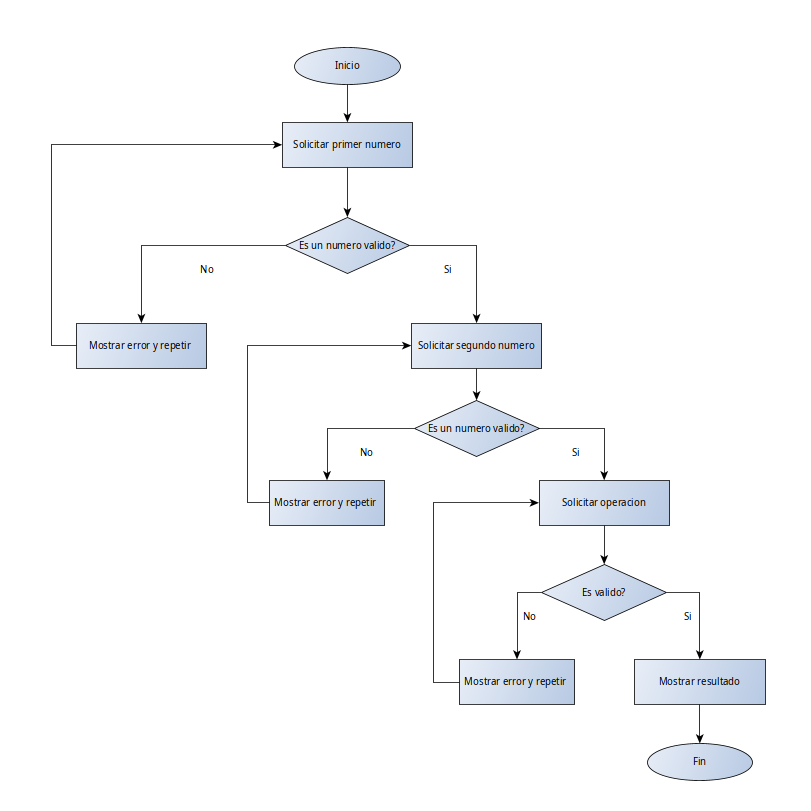 Inicio
Solicitar primer numero
Es un numero valido?
No
Si
Mostrar error y repetir
Solicitar segundo numero
Es un numero valido?
No
Si
Mostrar error y repetir
Solicitar operacion
Es valido?
No
Si
Mostrar error y repetir
Mostrar resultado
Fin